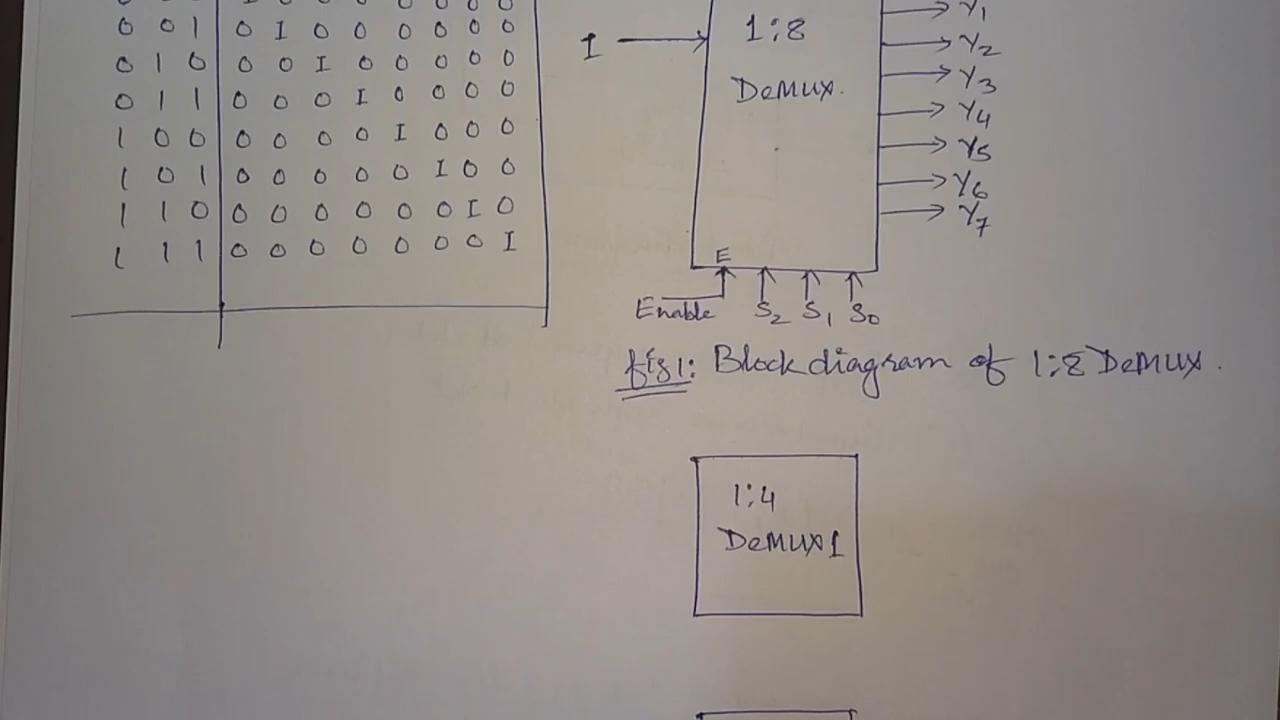 0 0 1 0 I 0 0 0 0 0 0
0 1 0 0 0 I 0 0 0 0 0
0 1 1 0 0 0 I 0 0 0 0
1 0 0 0 0 0 0 I 0 0 0
1 0 1 0 0 0 0 0 I 0 0
1 1 0 0 0 0 0 0 0 I 0
1 1 1 0 0 0 0 0 0 0 I
I
1:8
DeMUX.
Y1
Y2
Y3
Y4
Y5
Y6
Y7
E
Enable S2 S1 S0
fig1: Block diagram of 1:8 DeMUX.
1:4
DeMUX1